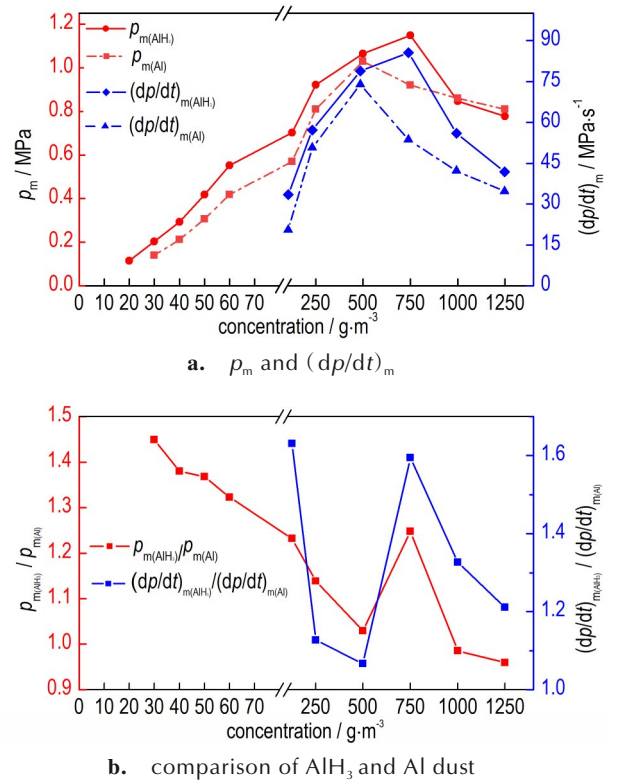 p_m(AlH₃)
p_m(Al)
(dp/dt)_m(AlH₃)
(dp/dt)_m(Al)
p_m / MPa
1.2
1.0
0.8
0.6
0.4
0.2
0.0
(dp/dt)_m / MPa·s⁻¹
90
75
60
45
30
15
0
0 10 20 30 40 50 60 70 250 500 750 1000 1250
concentration / g·m⁻³
a. p_m and (dp/dt)_m
p_m(AlH₃) / p_m(Al)
1.5
1.4
1.3
1.2
1.1
1.0
0.9
p_m(AlH₃)/p_m(Al)
(dp/dt)_m(AlH₃)/(dp/dt)_m(Al)
(dp/dt)_m(AlH₃) / (dp/dt)_m(Al)
1.6
1.4
1.2
1.0
0 10 20 30 40 50 60 70 250 500 750 1000 1250
concentration / g·m⁻³
b. comparison of AlH₃ and Al dust